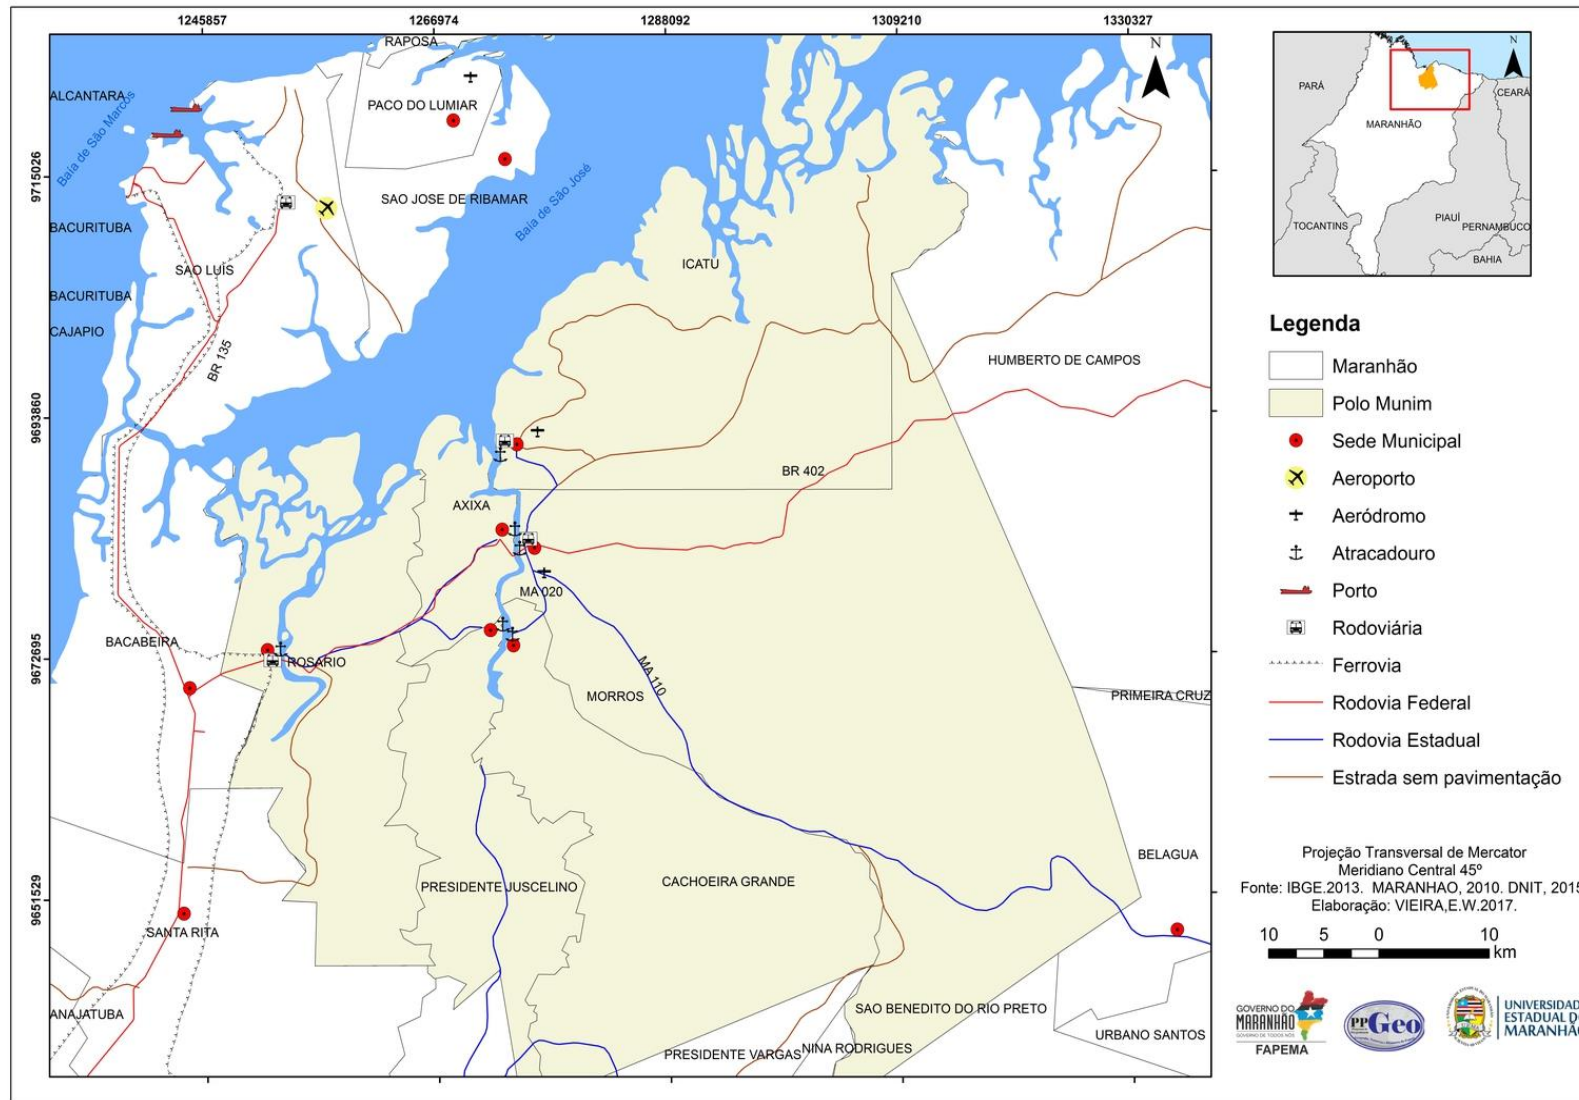 1245857
1266974
1288092
1309210
1330327
9715026
9693860
9672695
9651529
RAPOSA
N
ALCANTARA
PACO DO LUMIAR
Baía de São Marcos
SAO JOSE DE RIBAMAR
Baía de São José
BACURITUBA
SAO LUIS
ICATU
BACURITUBA
CAJAPIO
BR 135
HUMBERTO DE CAMPOS
BR 402
AXIXA
MA 020
BACABEIRA
ROSARIO
MA 110
MORROS
PRIMEIRA CRUZ
BELAGUA
PRESIDENTE JUSCELINO
CACHOEIRA GRANDE
SANTA RITA
ANAJATUBA
SAO BENEDITO DO RIO PRETO
URBANO SANTOS
PRESIDENTE VARGAS
NINA RODRIGUES
N
PARÁ
CEARÁ
MARANHÃO
PIAUÍ
TOCANTINS
PERNAMBUCO
BAHIA
Legenda
Maranhão
Polo Munim
Sede Municipal
Aeroporto
Aeródromo
Atracadouro
Porto
Rodoviária
Ferrovia
Rodovia Federal
Rodovia Estadual
Estrada sem pavimentação
Projeção Transversal de Mercator
Meridiano Central 45º
Fonte: IBGE.2013. MARANHAO, 2010. DNIT, 2015
Elaboração: VIEIRA,E.W.2017.
10 5 0 10
km
GOVERNO DO
MARANHÃO
GOVERNO DE TODOS NÓS
FAPEMA
PPGeo
UNIVERSIDA
ESTADUAL DO
MARANHÃO